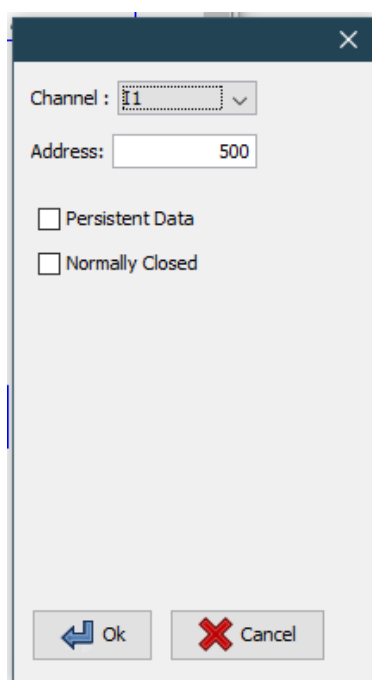 Channel : I1
Address: 500
Persistent Data
Normally Closed
Ok Cancel